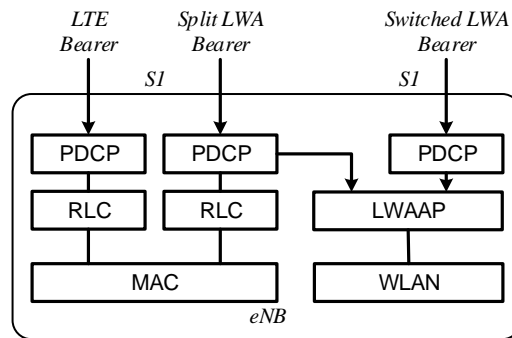 LTE Bearer
Split LWA Bearer
Switched LWA Bearer
S1
S1
PDCP
PDCP
PDCP
RLC
RLC
LWAAP
MAC
WLAN
eNB